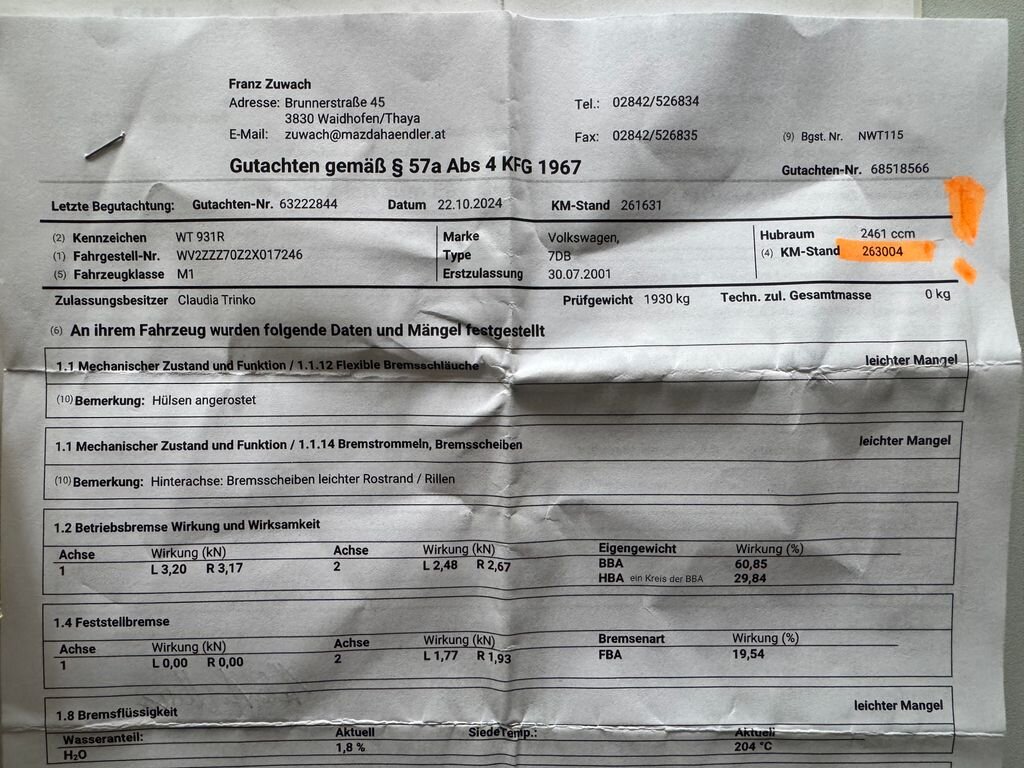 Franz Zuwach
Adresse: Brunnerstraße 45
3830 Waidhofen/Thaya
E-Mail: zuwach@mazdahaendler.at
Tel.: 02842/526834
Fax: 02842/526835
(9) Bgst. Nr. NWT115
Gutachten gemäß § 57a Abs 4 KFG 1967
Gutachten-Nr. 68518566
Letzte Begutachtung: Gutachten-Nr. 63222844 Datum 22.10.2024 KM-Stand 261631
(2) Kennzeichen WT 931R Marke Volkswagen, Hubraum 2461 ccm
(1) Fahrgestell-Nr. WV2ZZZ70Z2X017246 Type 7DB (4) KM-Stand 263004
(5) Fahrzeugklasse M1 Erstzulassung 30.07.2001
Zulassungsbesitzer Claudia Trinko Prüfgewicht 1930 kg Techn. zul. Gesamtmasse 0 kg
(6) An ihrem Fahrzeug wurden folgende Daten und Mängel festgestellt
1.1 Mechanischer Zustand und Funktion / 1.1.12 Flexible Bremsschläuche leichter Mangel
(10) Bemerkung: Hülsen angerostet
1.1 Mechanischer Zustand und Funktion / 1.1.14 Bremstrommeln, Bremsscheiben leichter Mangel
(10) Bemerkung: Hinterachse: Bremsscheiben leichter Rostrand / Rillen
1.2 Betriebsbremse Wirkung und Wirksamkeit
Achse Wirkung (kN) Achse Wirkung (kN) Eigengewicht Wirkung (%)
1 L 3,20 R 3,17 2 L 2,48 R 2,67 BBA 60,85
HBA ein Kreis der BBA 29,84
1.4 Feststellbremse
Achse Wirkung (kN) Achse Wirkung (kN) Bremsenart Wirkung (%)
1 L 0,00 R 0,00 2 L 1,77 R 1,93 FBA 19,54
1.8 Bremsflüssigkeit leichter Mangel
Wasseranteil: Aktuell SiedeTemp.: Aktuell
H₂O 1,8 % 204 °C